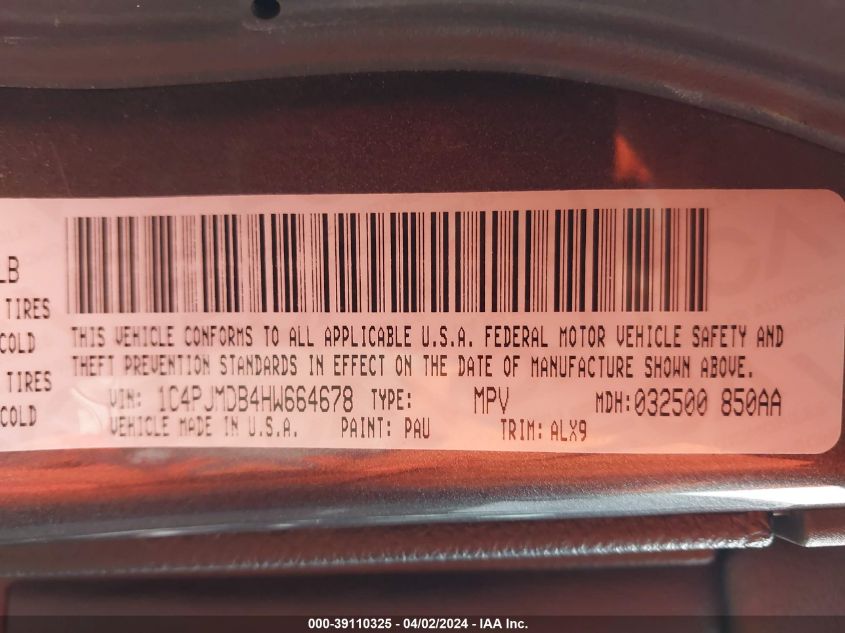 LB
TIRES
COLD
TIRES
COLD
THIS VEHICLE CONFORMS TO ALL APPLICABLE U.S.A. FEDERAL MOTOR VEHICLE SAFETY AND
THEFT PREVENTION STANDARDS IN EFFECT ON THE DATE OF MANUFACTURE SHOWN ABOVE.
VIN: 1C4PJMDB4HW664678 TYPE: MPV MDH:032500 850AA
VEHICLE MADE IN U.S.A. PAINT: PAU TRIM: ALX9
000-39110325 - 04/02/2024 - IAA Inc.